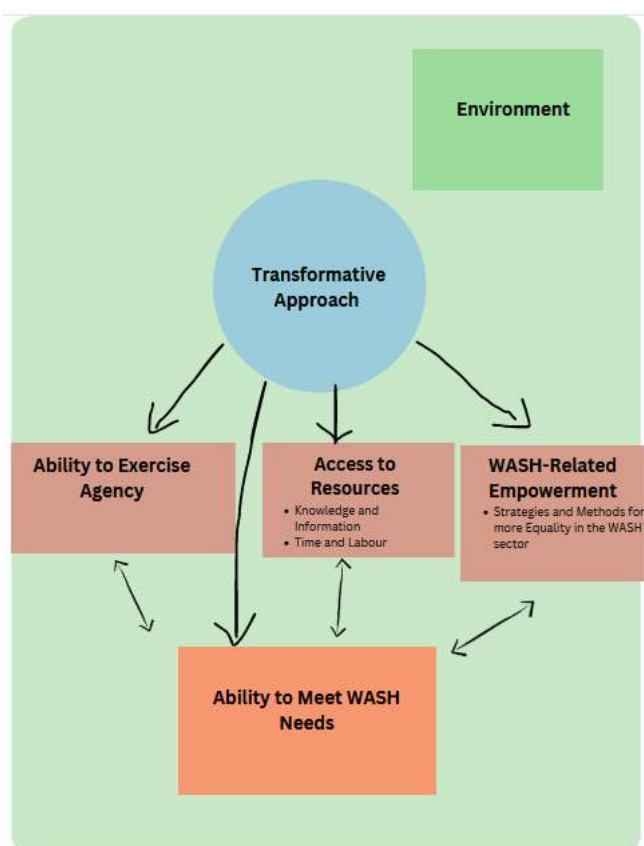 Environment
Transformative
Approach
Ability to Exercise
Agency
Access to
Resources
• Knowledge and
Information
• Time and Labour
WASH-Related
Empowerment
• Strategies and Methods for
more Equality in the WASH
sector
Ability to Meet WASH
Needs